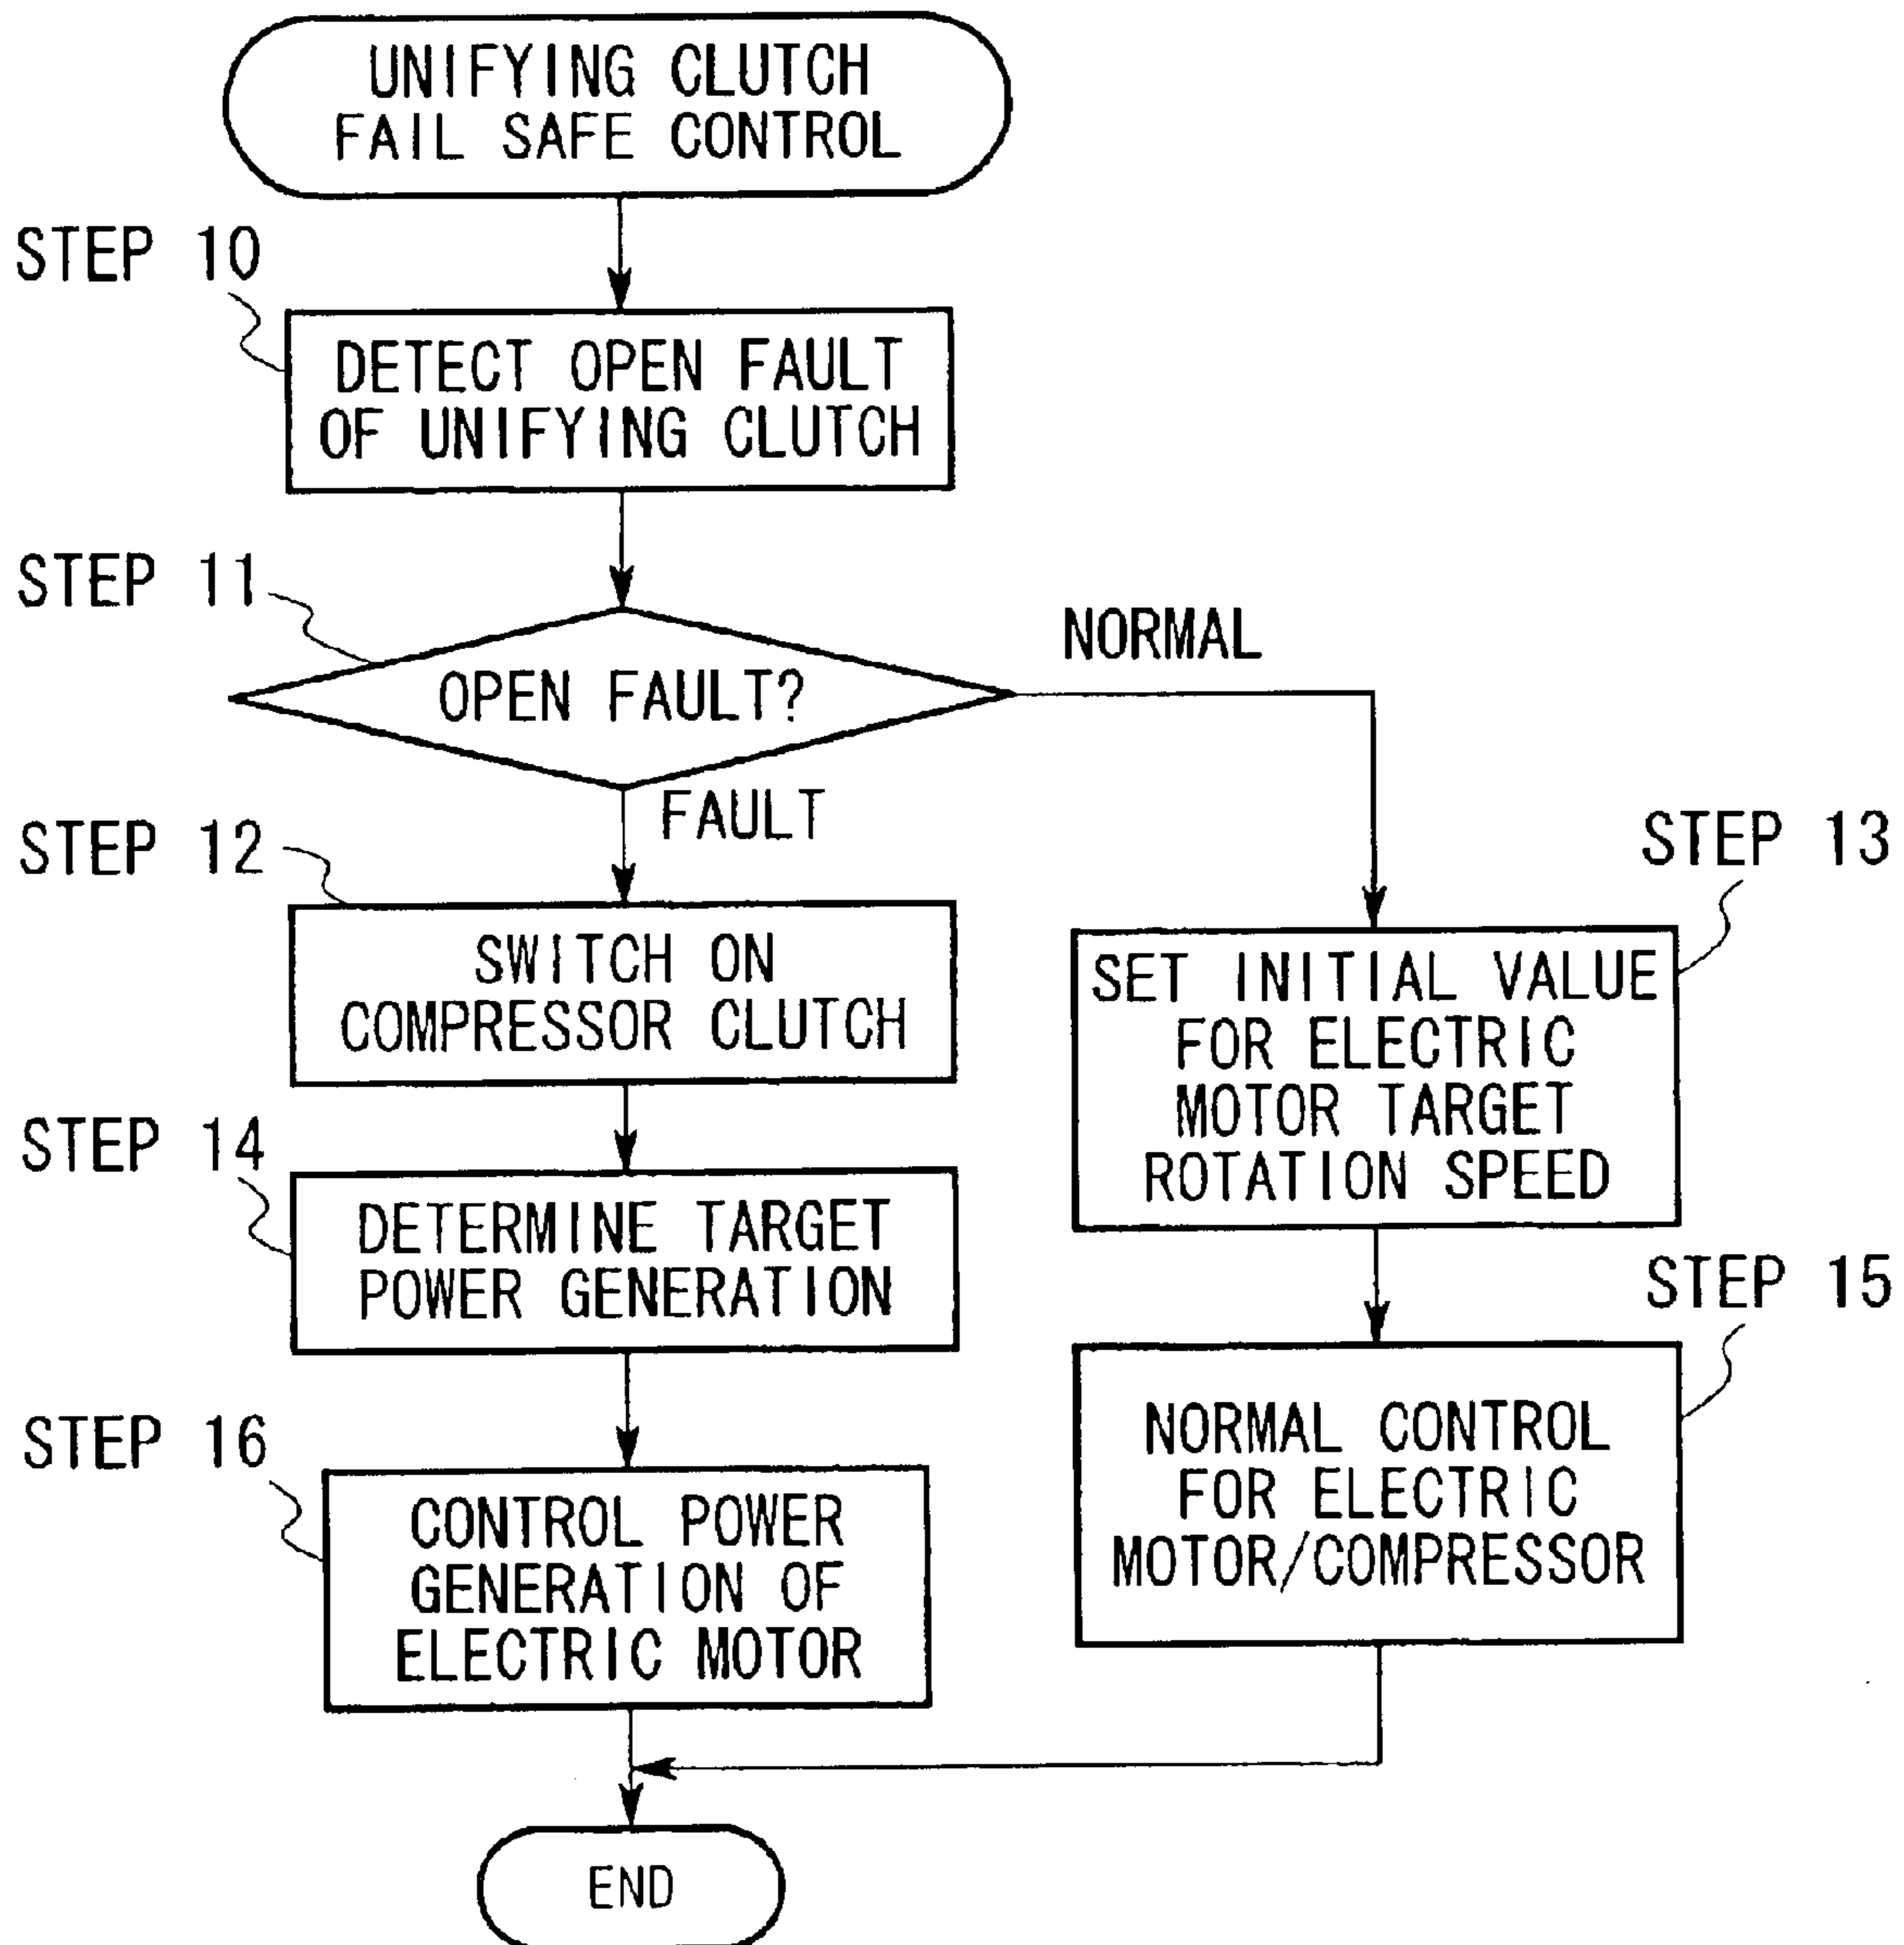 UNIFYING CLUTCH
FAIL SAFE CONTROL
STEP 10
DETECT OPEN FAULT
OF UNIFYING CLUTCH
STEP 11
OPEN FAULT?
NORMAL
FAULT
STEP 12
SWITCH ON
COMPRESSOR CLUTCH
STEP 13
SET INITIAL VALUE
FOR ELECTRIC
MOTOR TARGET
ROTATION SPEED
STEP 14
DETERMINE TARGET
POWER GENERATION
STEP 15
NORMAL CONTROL
FOR ELECTRIC
MOTOR/COMPRESSOR
STEP 16
CONTROL POWER
GENERATION OF
ELECTRIC MOTOR
END